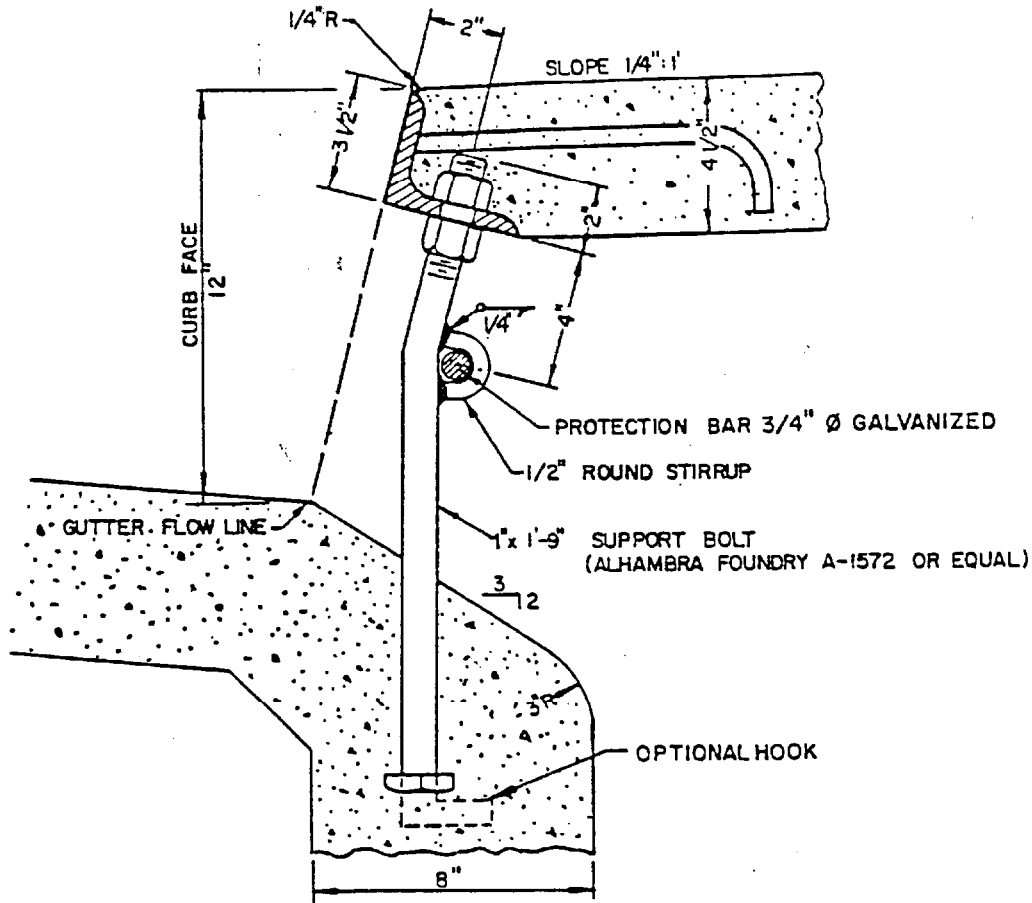 1/4" R
2"
SLOPE 1/4":1'
3 1/2"
4 1/2"
2"
CURB FACE
12"
4"
1/4"
PROTECTION BAR 3/4" Ø GALVANIZED
1/2" ROUND STIRRUP
GUTTER FLOW LINE
1"x 1'-9" SUPPORT BOLT
(ALHAMBRA FOUNDRY A-1572 OR EQUAL)
3
12
3" R
OPTIONAL HOOK
8"